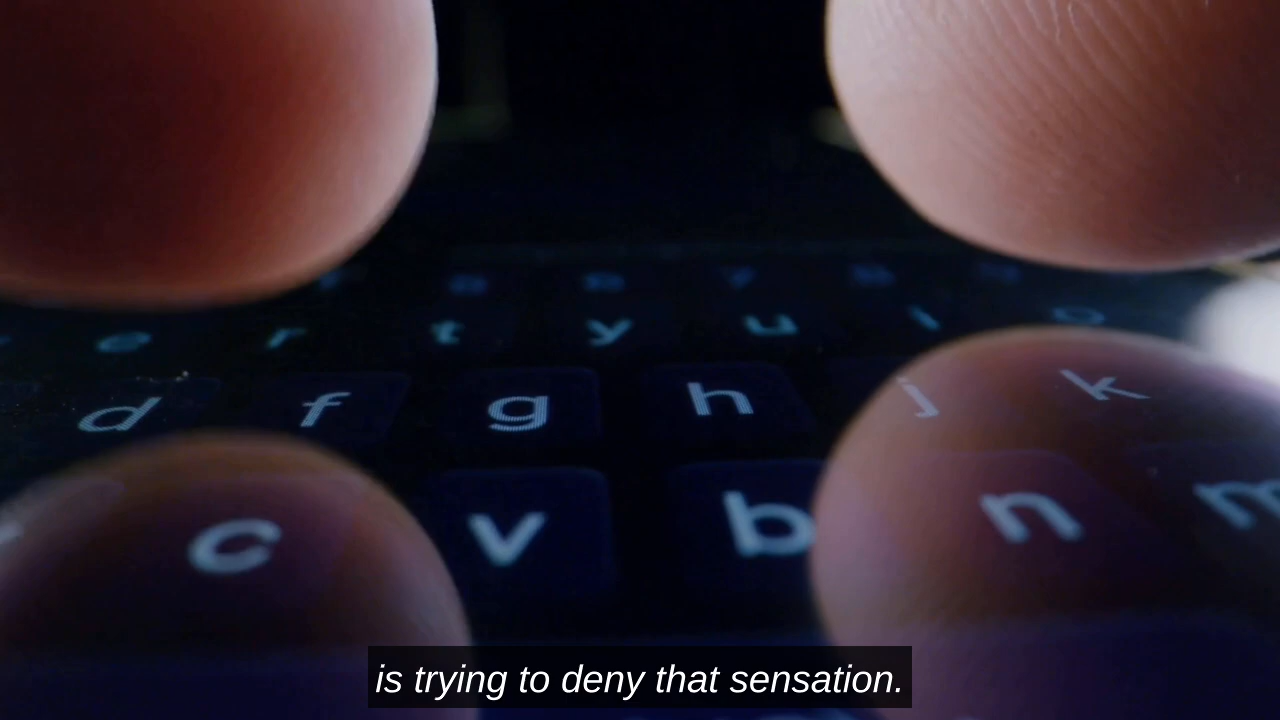 e r t y u i o
d f g h j k
c v b n m
is trying to deny that sensation.